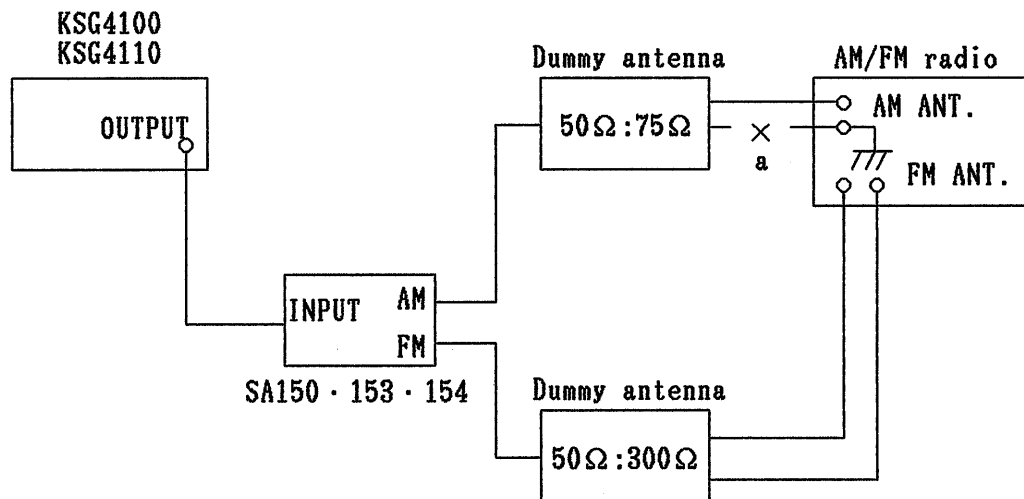 KSG4100
KSG4110
OUTPUT
Dummy antenna
50Ω:75Ω
a
AM/FM radio
AM ANT.
FM ANT.
INPUT
AM
FM
SA150・153・154
Dummy antenna
50Ω:300Ω